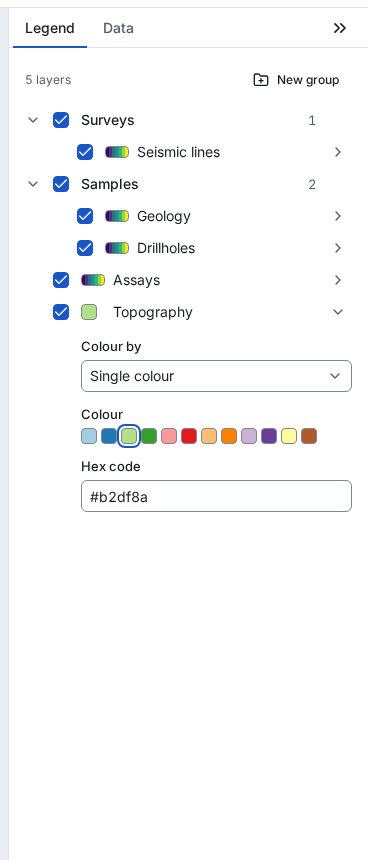 Legend Data
5 layers New group
Surveys 1
Seismic lines
Samples 2
Geology
Drillholes
Assays
Topography
Colour by
Single colour
Colour
Hex code
#b2df8a